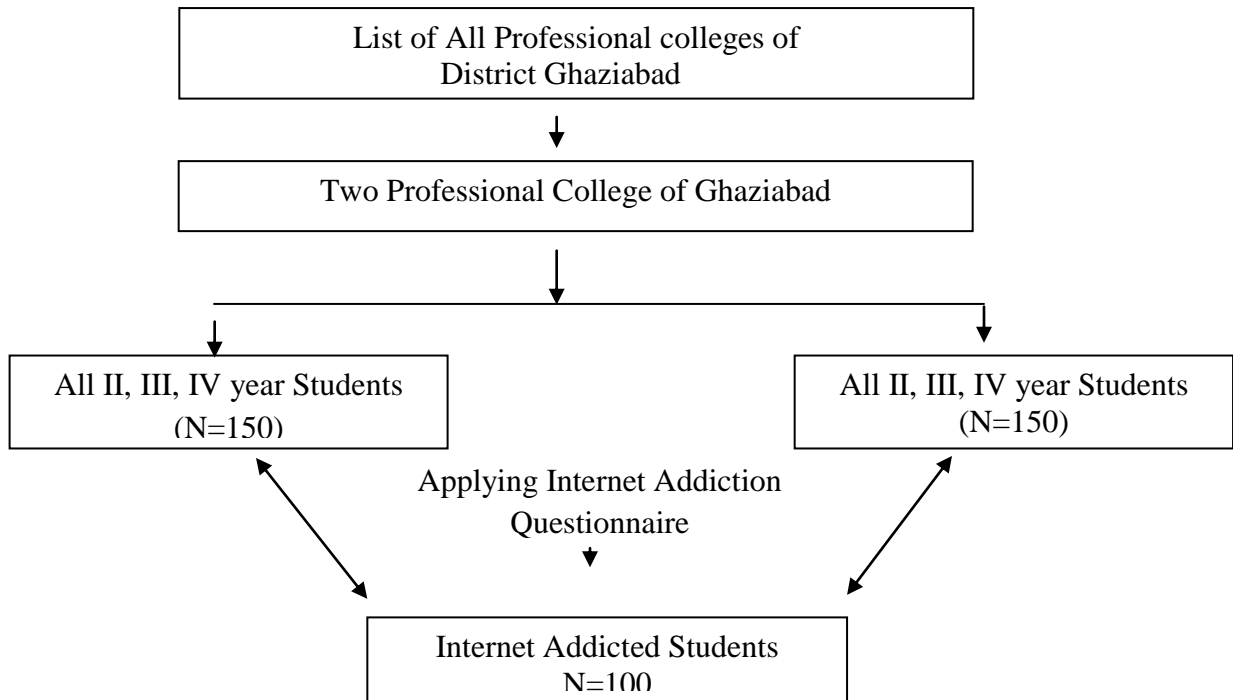 List of All Professional colleges of
District Ghaziabad
Two Professional College of Ghaziabad
All II, III, IV year Students
(N=150)
All II, III, IV year Students
(N=150)
Applying Internet Addiction
Questionnaire
Internet Addicted Students
N=100